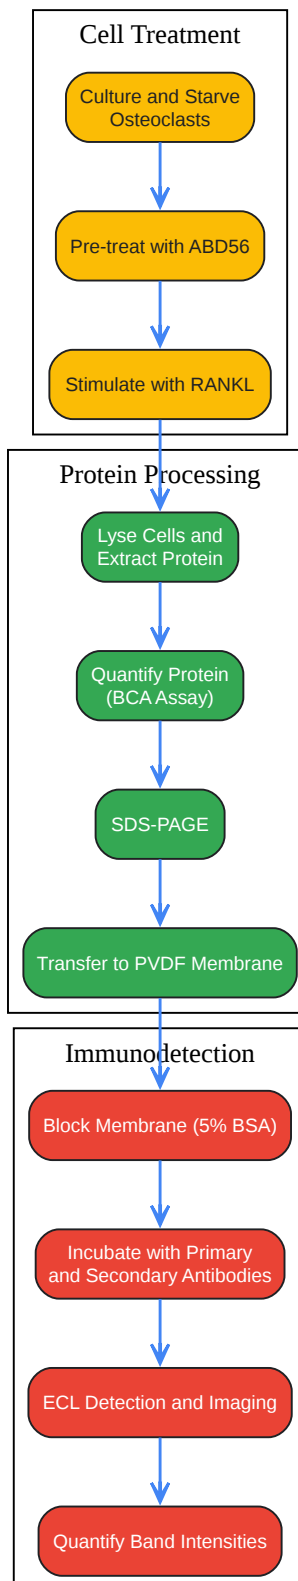 Cell Treatment
Culture and Starve
Osteoclasts
Pre-treat with ABD56
Stimulate with RANKL
Protein Processing
Lyse Cells and
Extract Protein
Quantify Protein
(BCA Assay)
SDS-PAGE
Transfer to PVDF Membrane
Immunodetection
Block Membrane (5% BSA)
Incubate with Primary
and Secondary Antibodies
ECL Detection and Imaging
Quantify Band Intensities